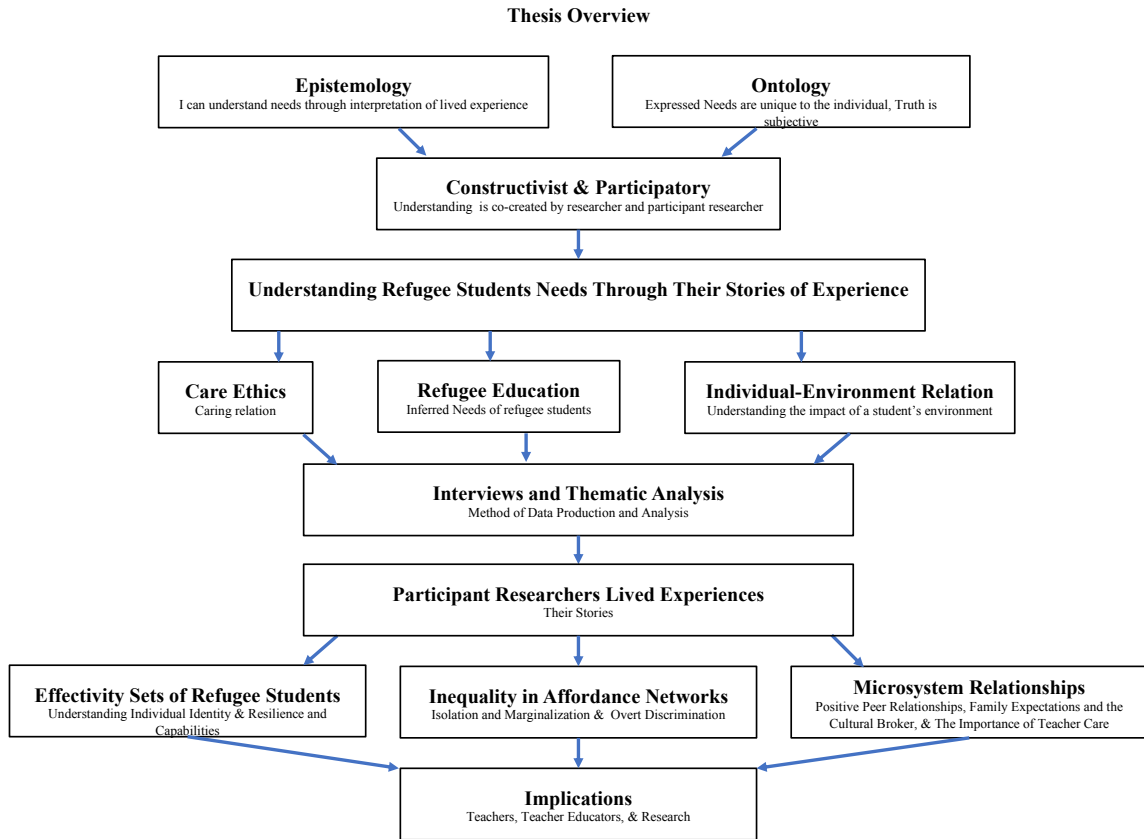 Thesis Overview
Epistemology
I can understand needs through interpretation of lived experience
Ontology
Expressed Needs are unique to the individual, Truth is
subjective
Constructivist & Participatory
Understanding is co-created by researcher and participant researcher
Understanding Refugee Students Needs Through Their Stories of Experience
Care Ethics
Caring relation
Refugee Education
Inferred Needs of refugee students
Individual-Environment Relation
Understanding the impact of a student’s environment
Interviews and Thematic Analysis
Method of Data Production and Analysis
Participant Researchers Lived Experiences
Their Stories
Effectivity Sets of Refugee Students
Understanding Individual Identity & Resilience and
Capabilities
Inequality in Affordance Networks
Isolation and Marginalization & Overt Discrimination
Microsystem Relationships
Positive Peer Relationships, Family Expectations and the
Cultural Broker, & The Importance of Teacher Care
Implications
Teachers, Teacher Educators, & Research